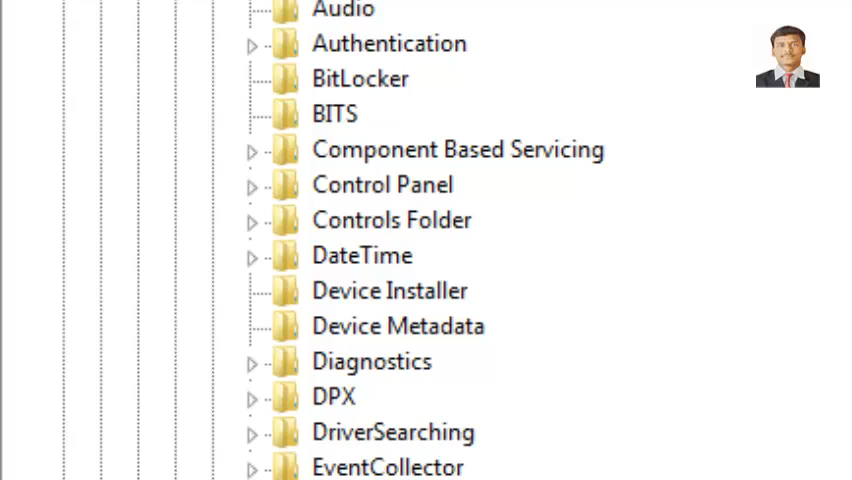 Audio
Authentication
BitLocker
BITS
Component Based Servicing
Control Panel
Controls Folder
DateTime
Device Installer
Device Metadata
Diagnostics
DPX
DriverSearching
EventCollector